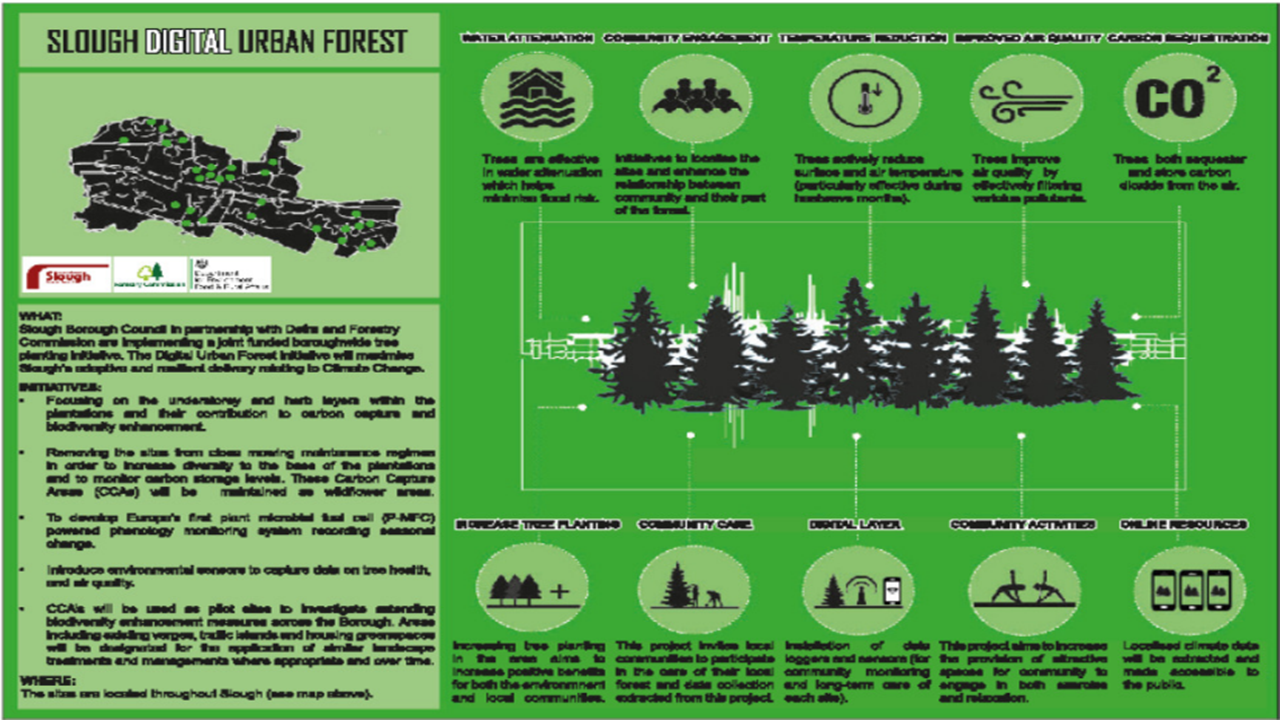 SLOUGH DIGITAL URBAN FOREST
Slough
Forestry Commission
Department
for Environment
Food & Rural Affairs
WHAT:
Slough Borough Council in partnership with Defra and Forestry
Commission are implementing a joint funded boroughwide tree
planting initiative. The Digital Urban Forest initiative will maximise
Slough's adaptive and resilient delivery relating to Climate Change.
INITIATIVES:
• Focusing on the understorey and herb layers within the
plantations and their contribution to carbon capture and
biodiversity enhancement.
• Removing the sites from close mowing maintenance regimen
in order to increase diversity to the base of the plantations
and to monitor carbon storage levels. These Carbon Capture
Areas (CCAs) will be maintained as wildflower areas.
• To develop Europe's first plant microbial fuel cell (P-MFC)
powered phenology monitoring system recording seasonal
change.
• Introduce environmental sensors to capture data on tree health,
and air quality.
• CCA's will be used as pilot sites to investigate extending
biodiversity enhancement measures across the Borough. Areas
including existing verges, traffic islands and housing greenspaces
will be designated for the application of similar landscape
treatments and managements where appropriate and over time.
WHERE:
The sites are located throughout Slough (see map above).
WATER ATTENUATION
Trees are effective
in water attenuation
which helps
minimise flood risk.
COMMUNITY ENGAGEMENT
Initiatives to localise the
sites and enhance the
relationship between
community and their part
of the forest.
TEMPERATURE REDUCTION
Trees actively reduce
surface and air temperature
(particularly effective during
heatwave months).
IMPROVED AIR QUALITY
Trees improve
air quality by
effectively filtering
various pollutants.
CARBON SEQUESTRATION
CO²
Trees both sequester
and store carbon
dioxide from the air.
INCREASE TREE PLANTING
Increasing tree planting
in the area aims to
increase positive benefits
for both the environment
and local communities.
COMMUNITY CARE
This project invites local
communities to participate
in the care of their local
forest and data collection
extracted from this project.
DIGITAL LAYER
Installation of data
loggers and sensors (for
community monitoring
and long-term care of
each site).
COMMUNITY ACTIVITIES
This project aims to increase
the provision of attractive
spaces for community to
engage in both exercise
and relaxation.
ONLINE RESOURCES
Localised climate data
will be extracted and
made accessible to
the public.